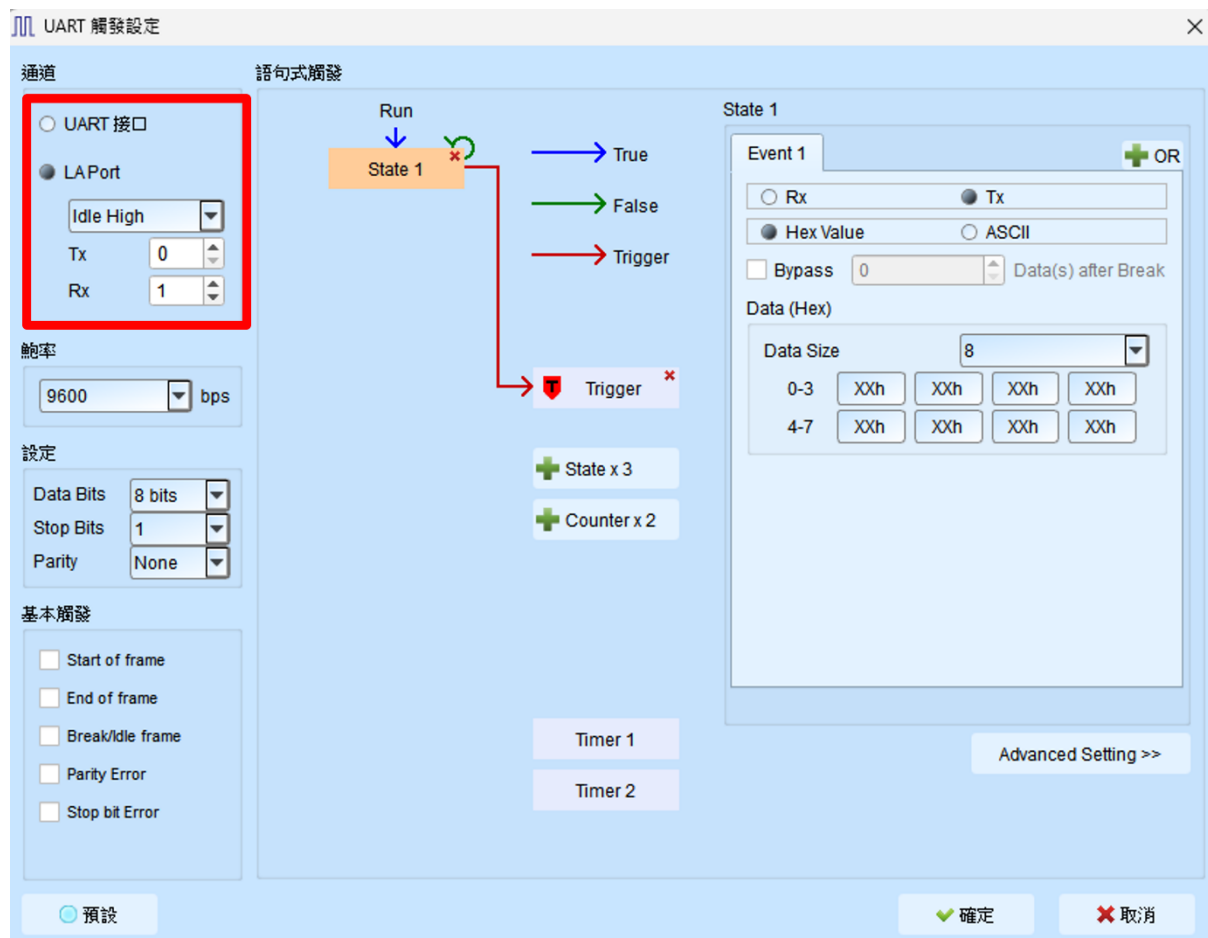 UART 觸發設定
通道
UART 接口
LA Port
Idle High
Tx 0
Rx 1
鮑率
9600 bps
設定
Data Bits 8 bits
Stop Bits 1
Parity None
基本觸發
Start of frame
End of frame
Break/Idle frame
Parity Error
Stop bit Error
預設
語句式觸發
Run
State 1
True
False
Trigger
T Trigger
State x 3
Counter x 2
Timer 1
Timer 2
State 1
Event 1 OR
Rx Tx
Hex Value ASCII
Bypass 0 Data(s) after Break
Data (Hex)
Data Size 8
0-3 XXh XXh XXh XXh
4-7 XXh XXh XXh XXh
Advanced Setting >>
確定 取消